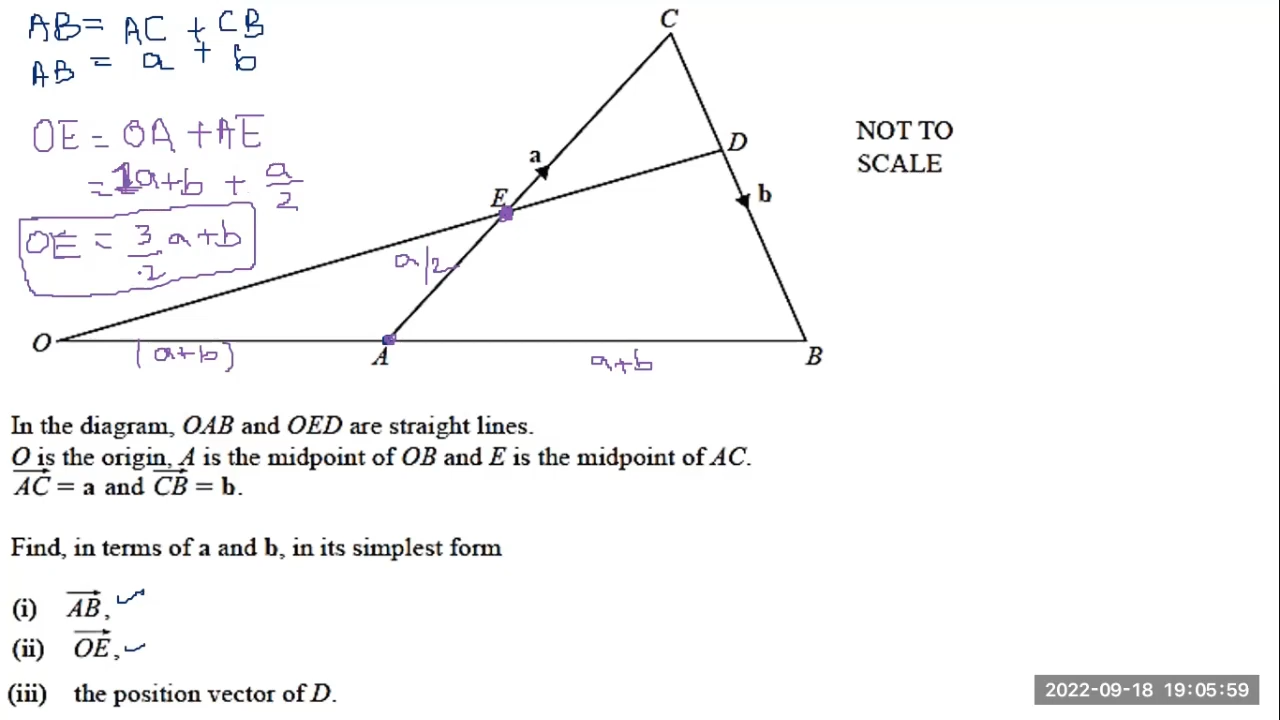 AB = AC + CB
AB = a + b
OE = OA + AE
= 1a+b + a/2
OE = 3/2 a+b
C
D
NOT TO
SCALE
a
b
E
a/2
O
A
B
(a+b)
a+b
In the diagram, OAB and OED are straight lines.
O is the origin, A is the midpoint of OB and E is the midpoint of AC.
AC = a and CB = b.
Find, in terms of a and b, in its simplest form
(i) AB,
(ii) OE,
(iii) the position vector of D.
2022-09-18 19:05:59